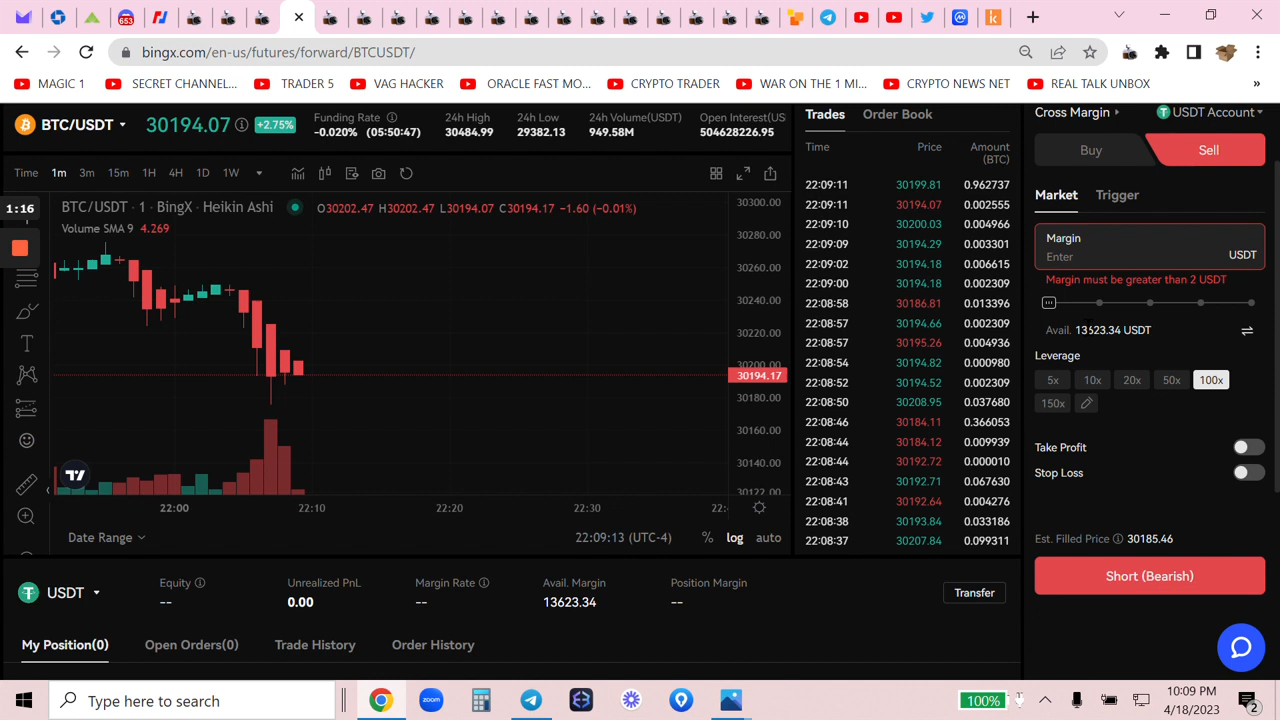 653
bingx.com/en-us/futures/forward/BTCUSDT/
MAGIC 1 SECRET CHANNEL... TRADER 5 VAG HACKER ORACLE FAST MO... CRYPTO TRADER WAR ON THE 1 MI... CRYPTO NEWS NET REAL TALK UNBOX »
BTC/USDT 30194.07 +2.75%
Funding Rate 24h High 24h Low 24h Volume(USDT) Open Interest(US
-0.020% (05:50:47) 30484.99 29382.13 949.58M 504628226.95
Time 1m 3m 15m 1H 4H 1D 1W
1:16
BTC/USDT · 1 · BingX · Heikin Ashi O30202.47 H30202.47 L30194.07 C30194.17 −1.60 (−0.01%)
Volume SMA 9 4.269
30300.00
30280.00
30260.00
30240.00
30220.00
30200.00
30194.17
30180.00
30160.00
30140.00
30122.00
22:00 22:10 22:20 22:30 22:
Date Range 22:09:13 (UTC-4) % log auto
Trades Order Book
Time Price Amount
(BTC)
22:09:11 30199.81 0.962737
22:09:11 30194.07 0.002555
22:09:10 30200.03 0.004966
22:09:09 30194.29 0.003301
22:09:02 30194.18 0.006615
22:09:00 30194.18 0.002309
22:08:58 30186.81 0.013396
22:08:57 30194.66 0.002309
22:08:57 30195.26 0.004936
22:08:54 30194.82 0.000980
22:08:52 30194.52 0.002309
22:08:50 30208.95 0.037680
22:08:46 30184.11 0.366053
22:08:44 30184.12 0.009939
22:08:44 30192.72 0.000010
22:08:43 30192.71 0.067630
22:08:41 30192.64 0.004276
22:08:38 30193.84 0.033186
22:08:37 30207.84 0.099311
Cross Margin USDT Account
Buy Sell
Market Trigger
Margin
Enter USDT
Margin must be greater than 2 USDT
Avail. 13623.34 USDT
Leverage
5x 10x 20x 50x 100x
150x
Take Profit
Stop Loss
Est. Filled Price 30185.46
Short (Bearish)
USDT
Equity Unrealized PnL Margin Rate Avail. Margin Position Margin
-- 0.00 -- 13623.34 --
Transfer
My Position(0) Open Orders(0) Trade History Order History
Type here to search
zoom
100%
10:09 PM
4/18/2023
2